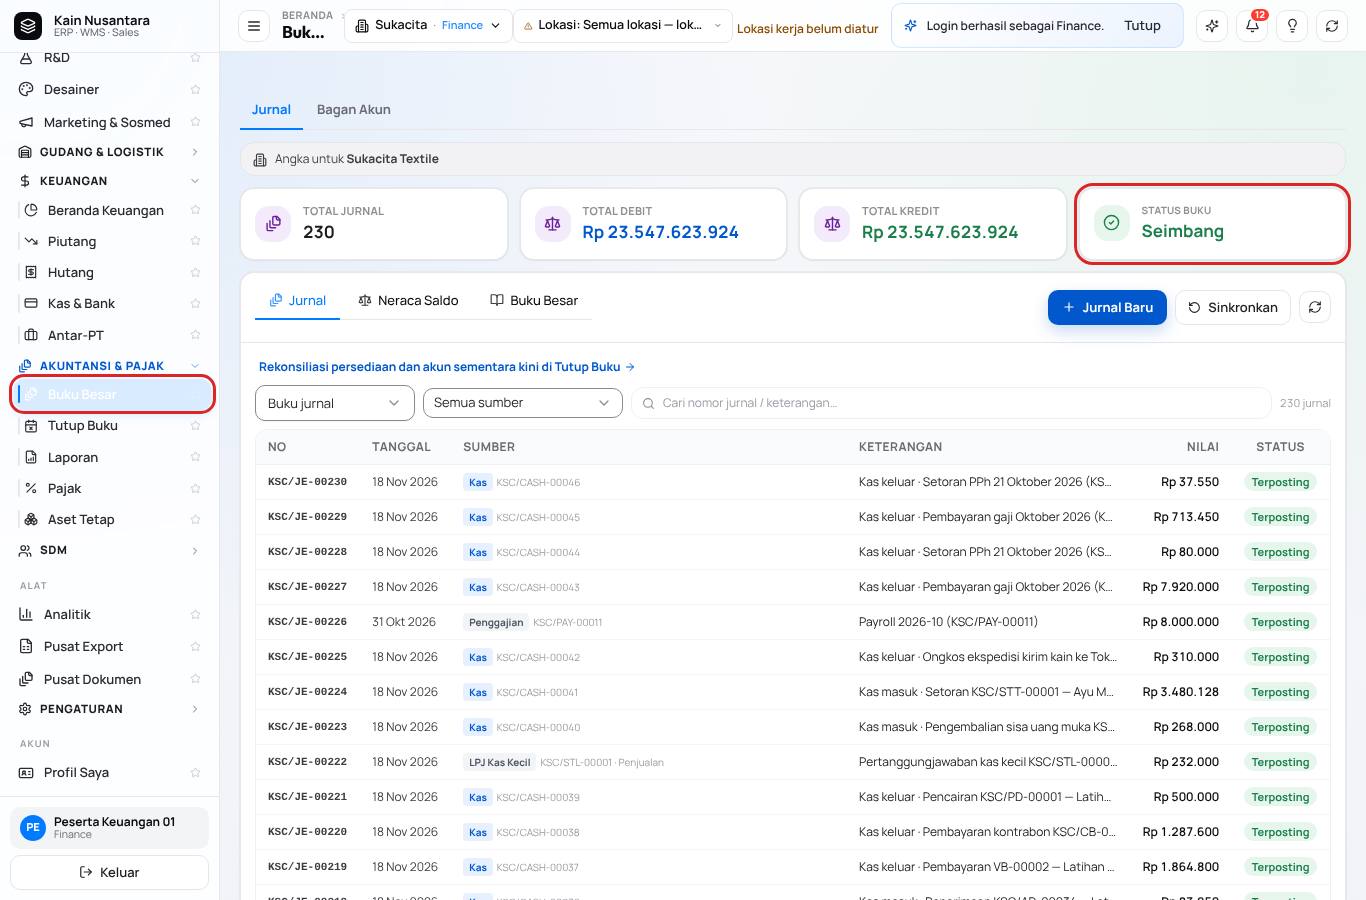 Kain Nusantara
ERP · WMS · Sales
R&D
Desainer
Marketing & Sosmed
GUDANG & LOGISTIK
KEUANGAN
Beranda Keuangan
Piutang
Hutang
Kas & Bank
Antar-PT
AKUNTANSI & PAJAK
Buku Besar
Tutup Buku
Laporan
Pajak
Aset Tetap
SDM
ALAT
Analitik
Pusat Export
Pusat Dokumen
PENGATURAN
AKUN
Profil Saya
PE Peserta Keuangan 01
Finance
Keluar
BERANDA
Buk...
Sukacita · Finance
Lokasi: Semua lokasi — lok...
Lokasi kerja belum diatur
Login berhasil sebagai Finance. Tutup
12
Jurnal Bagan Akun
Angka untuk Sukacita Textile
TOTAL JURNAL
230
TOTAL DEBIT
Rp 23.547.623.924
TOTAL KREDIT
Rp 23.547.623.924
STATUS BUKU
Seimbang
Jurnal Neraca Saldo Buku Besar
+ Jurnal Baru Sinkronkan
Rekonsiliasi persediaan dan akun sementara kini di Tutup Buku →
Buku jurnal Semua sumber Cari nomor jurnal / keterangan... 230 jurnal
NO TANGGAL SUMBER KETERANGAN NILAI STATUS
KSC/JE-00230 18 Nov 2026 Kas KSC/CASH-00046 Kas keluar · Setoran PPh 21 Oktober 2026 (KS... Rp 37.550 Terposting
KSC/JE-00229 18 Nov 2026 Kas KSC/CASH-00045 Kas keluar · Pembayaran gaji Oktober 2026 (K... Rp 713.450 Terposting
KSC/JE-00228 18 Nov 2026 Kas KSC/CASH-00044 Kas keluar · Setoran PPh 21 Oktober 2026 (KS... Rp 80.000 Terposting
KSC/JE-00227 18 Nov 2026 Kas KSC/CASH-00043 Kas keluar · Pembayaran gaji Oktober 2026 (K... Rp 7.920.000 Terposting
KSC/JE-00226 31 Okt 2026 Penggajian KSC/PAY-00011 Payroll 2026-10 (KSC/PAY-00011) Rp 8.000.000 Terposting
KSC/JE-00225 18 Nov 2026 Kas KSC/CASH-00042 Kas keluar · Ongkos ekspedisi kirim kain ke Tok... Rp 310.000 Terposting
KSC/JE-00224 18 Nov 2026 Kas KSC/CASH-00041 Kas masuk · Setoran KSC/STT-00001 — Ayu M... Rp 3.480.128 Terposting
KSC/JE-00223 18 Nov 2026 Kas KSC/CASH-00040 Kas masuk · Pengembalian sisa uang muka KS... Rp 268.000 Terposting
KSC/JE-00222 18 Nov 2026 LPJ Kas Kecil KSC/STL-00001 · Penjualan Pertanggungjawaban kas kecil KSC/STL-0000... Rp 232.000 Terposting
KSC/JE-00221 18 Nov 2026 Kas KSC/CASH-00039 Kas keluar · Pencairan KSC/PD-00001 — Latih... Rp 500.000 Terposting
KSC/JE-00220 18 Nov 2026 Kas KSC/CASH-00038 Kas keluar · Pembayaran kontrabon KSC/CB-0... Rp 1.287.600 Terposting
KSC/JE-00219 18 Nov 2026 Kas KSC/CASH-00037 Kas keluar · Pembayaran VB-00002 — Latihan ... Rp 1.864.800 Terposting